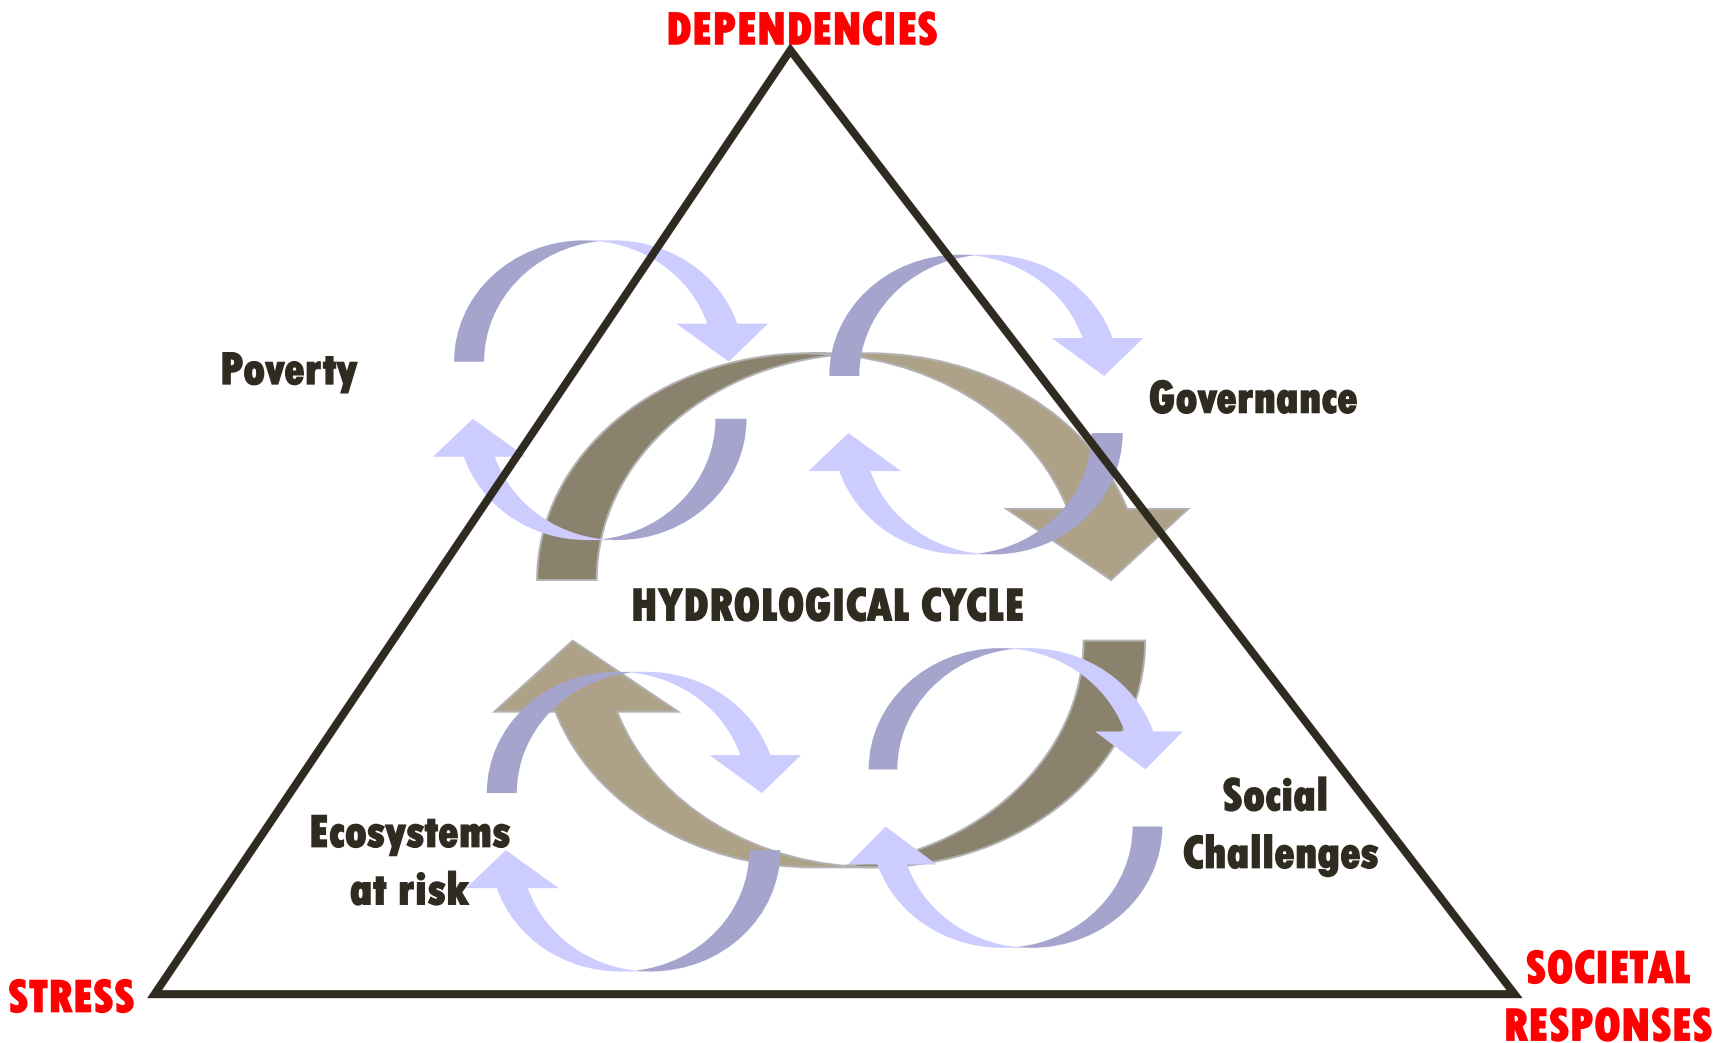 DEPENDENCIES
Poverty
Governance
HYDROLOGICAL CYCLE
Ecosystems
at risk
Social
Challenges
STRESS
SOCIETAL
RESPONSES